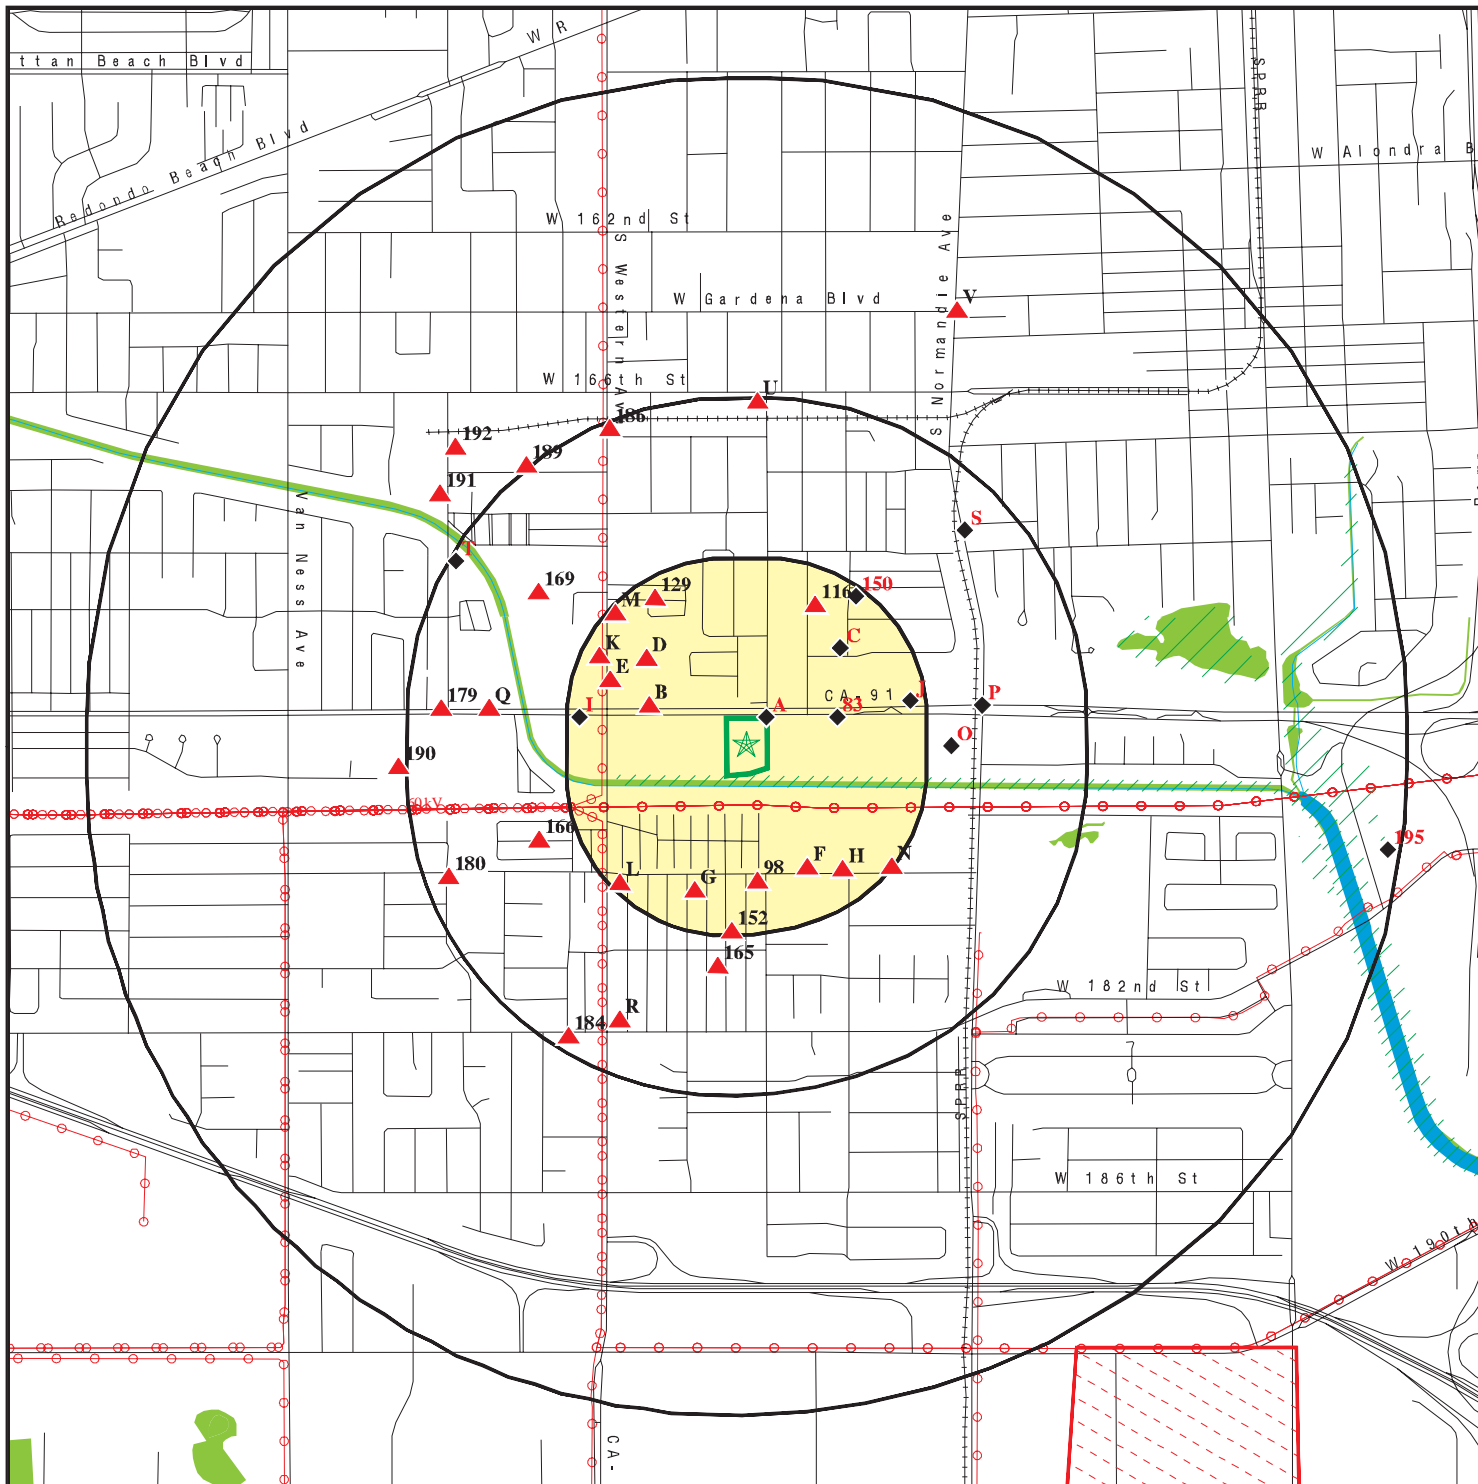 W R
ttan Beach Blvd
SPRR
Redondo Beach Blvd
W Alondra B
W 162nd St
S Western Av
S Normandie Ave
W Gardena Blvd
V
W 166th St
U
186
192
189
191
Van Ness Ave
S
T
169
129
116
150
M
C
K
D
E
CA-91
J
P
179
Q
I
B
A
83
O
190
60kV
166
195
180
L
G
98
F
H
N
152
165
W 182nd St
R
184
SPRR
W 186th St
W 190th
CA-